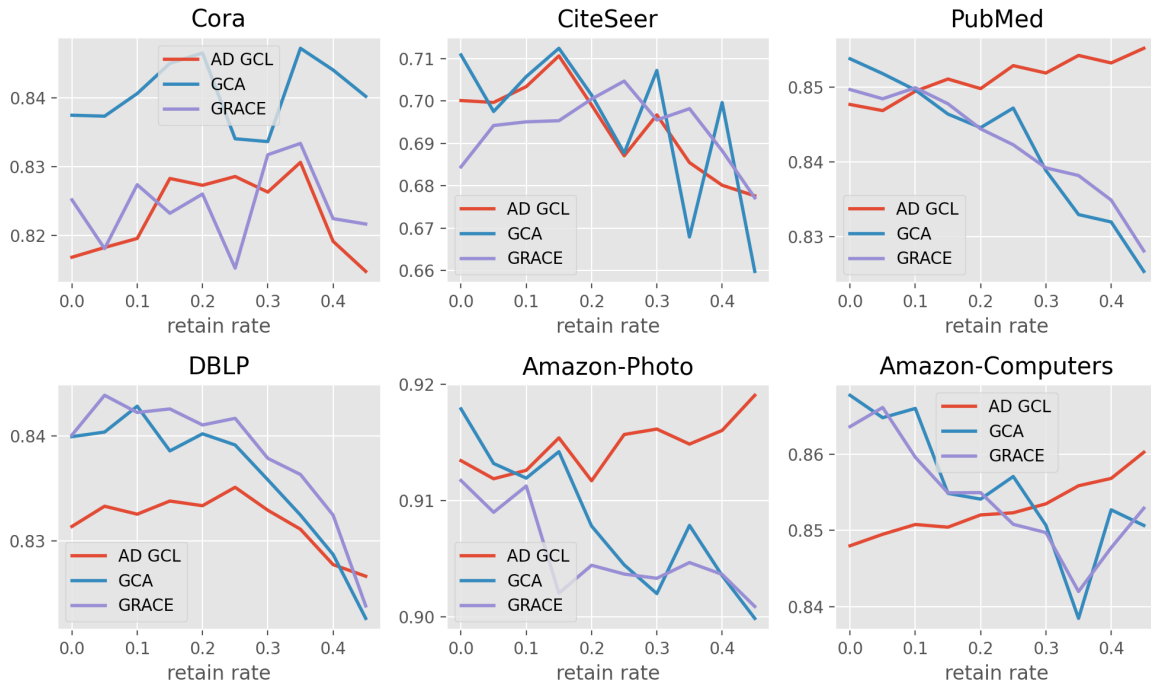 Cora
0.84
0.83
0.82
AD GCL
GCA
GRACE
0.0 0.1 0.2 0.3 0.4
retain rate
CiteSeer
0.71
0.70
0.69
0.68
0.67
0.66
AD GCL
GCA
GRACE
0.0 0.1 0.2 0.3 0.4
retain rate
PubMed
0.85
0.84
0.83
AD GCL
GCA
GRACE
0.0 0.1 0.2 0.3 0.4
retain rate
DBLP
0.84
0.83
AD GCL
GCA
GRACE
0.0 0.1 0.2 0.3 0.4
retain rate
Amazon-Photo
0.92
0.91
0.90
AD GCL
GCA
GRACE
0.0 0.1 0.2 0.3 0.4
retain rate
Amazon-Computers
0.86
0.85
0.84
AD GCL
GCA
GRACE
0.0 0.1 0.2 0.3 0.4
retain rate